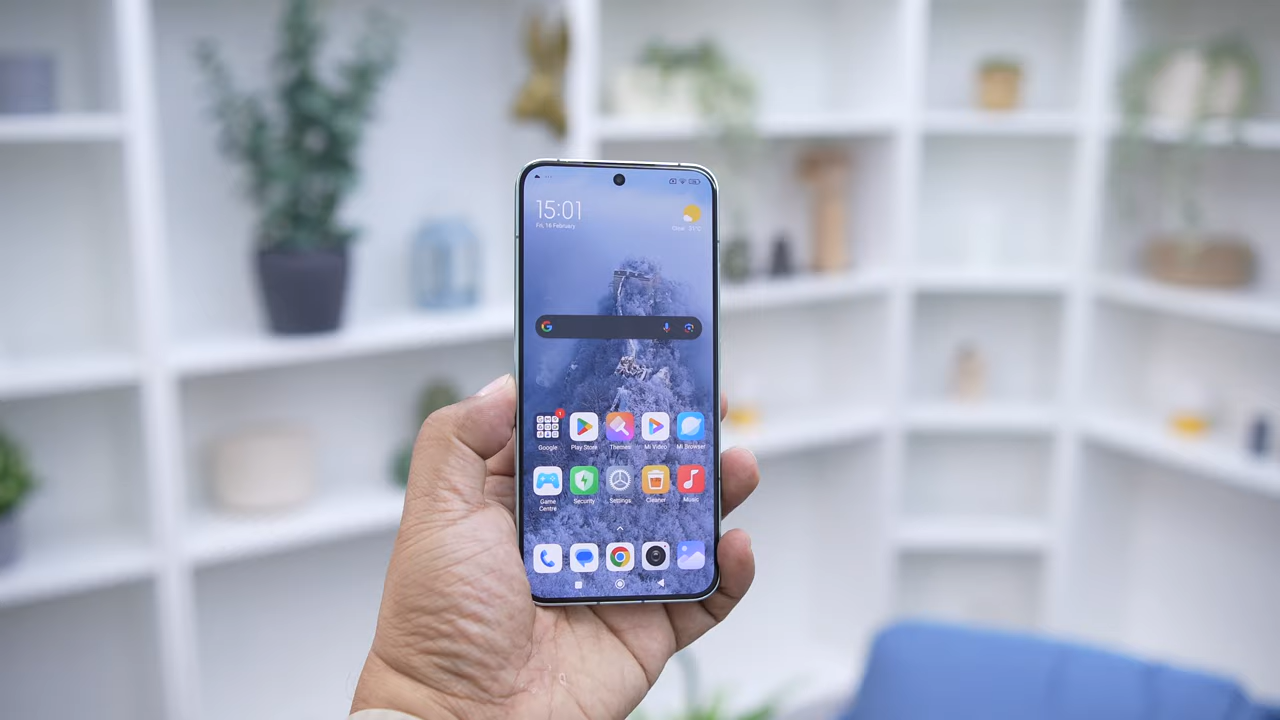 15:01
Fri, 16 February
Google
Play Store
Themes
Mi Video
Mi Browser
Game
Centre
Security
Settings
Cleaner
Music